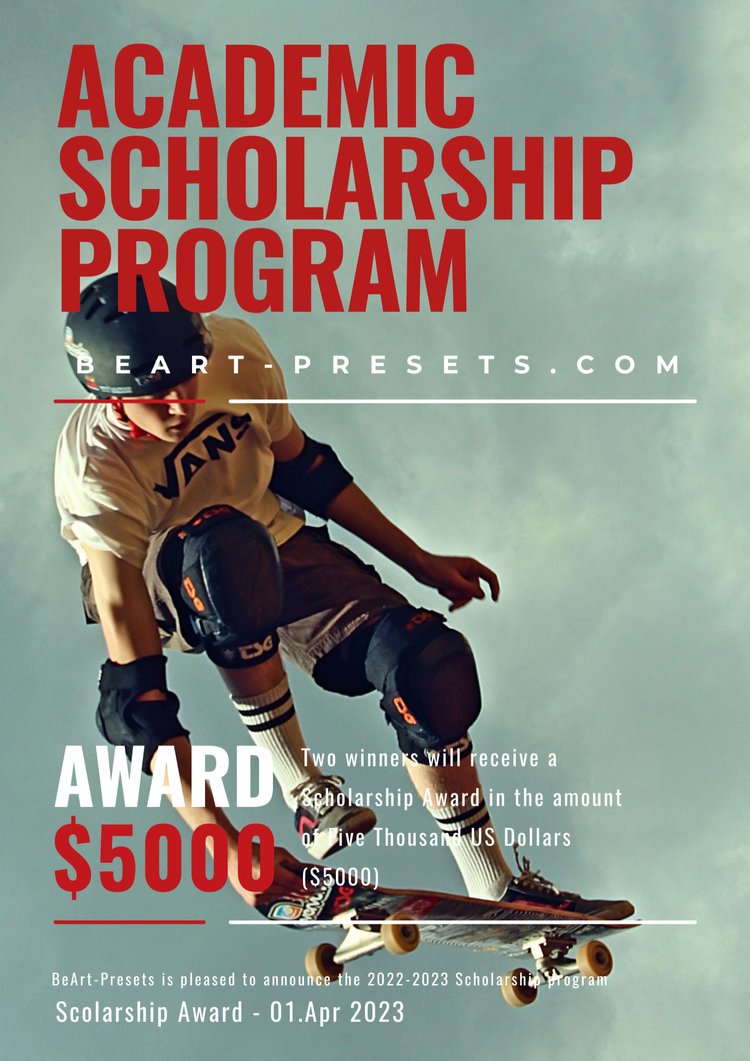 ACADEMIC
SCHOLARSHIP
PROGRAM
BEART-PRESETS.COM
VANS
TSG
AWARD
$5000
Two winners will receive a
Scholarship Award in the amount
of Five Thousand US Dollars
($5000)
BeArt-Presets is pleased to announce the 2022-2023 Scholarship program
Scolarship Award - 01.Apr 2023